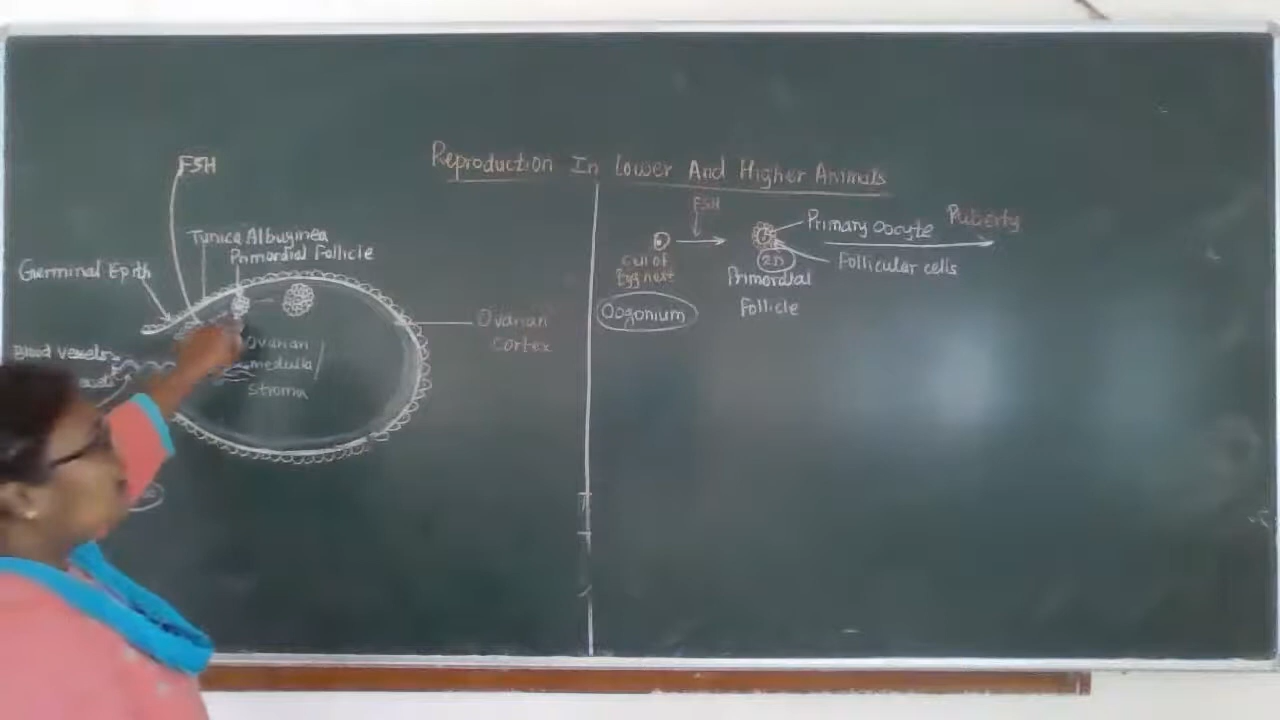 Reproduction In Lower And Higher Animals
FSH
Tunica Albuginea
Primordial Follicle
Germinal Epith
Ovarian
cortex
Blood vessels
Ovarian
medulla/
stroma
FSH
Primary oocyte
Puberty
Follicular cells
Cell of
Egg nest
2n
Primordial
Follicle
Oogonium